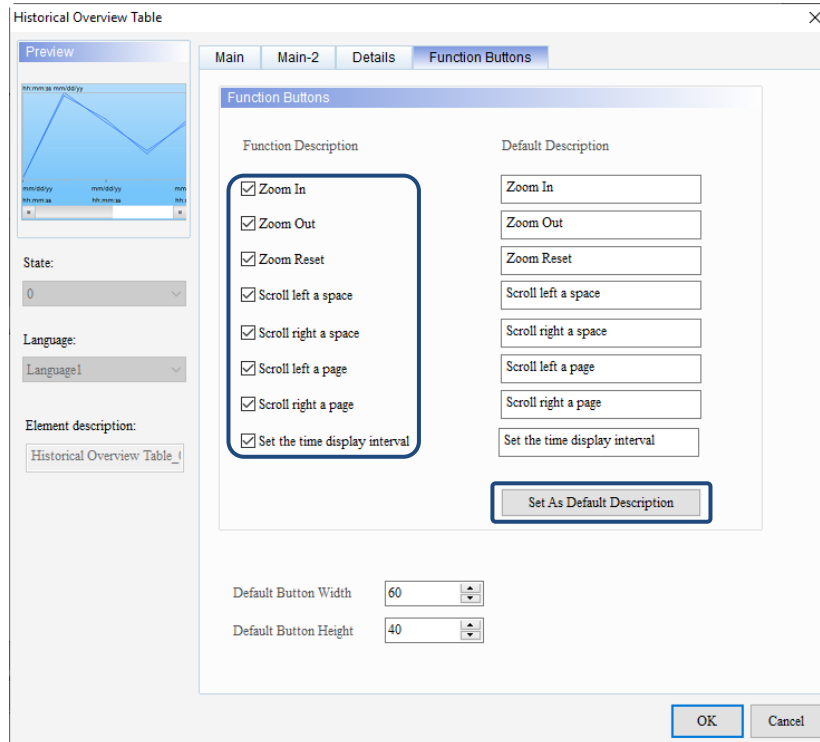 Historical Overview Table
Preview
hh:mm:ss mm/dd/yy
mm/dd/yy mm/dd/yy mm
hh:mm:ss hh:mm:ss hh:
State:
0
Language:
Language1
Element description:
Historical Overview Table_
Main Main-2 Details Function Buttons
Function Buttons
Function Description Default Description
Zoom In Zoom In
Zoom Out Zoom Out
Zoom Reset Zoom Reset
Scroll left a space Scroll left a space
Scroll right a space Scroll right a space
Scroll left a page Scroll left a page
Scroll right a page Scroll right a page
Set the time display interval Set the time display interval
Set As Default Description
Default Button Width 60
Default Button Height 40
OK Cancel